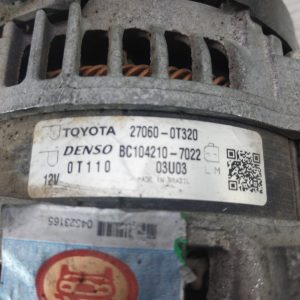 TOYOTA 27060-0T320
DENSO BC104210-7022
12V 0T110 03U03 L M
MADE IN BRAZIL
04523165